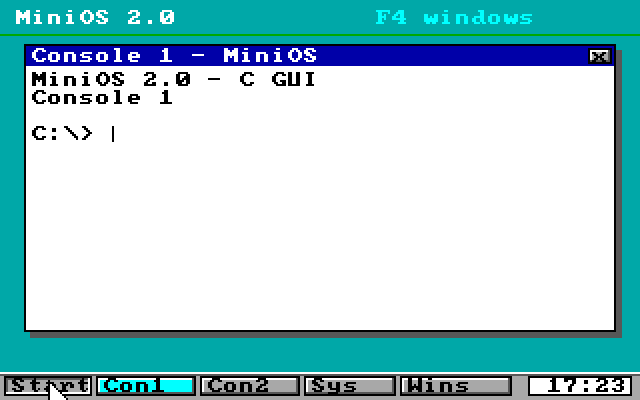 MiniOS 2.0 F4 windows
Console 1 - MiniOS
MiniOS 2.0 - C GUI
Console 1
C:\> |
Start Con1 Con2 Sys Wins 17:23